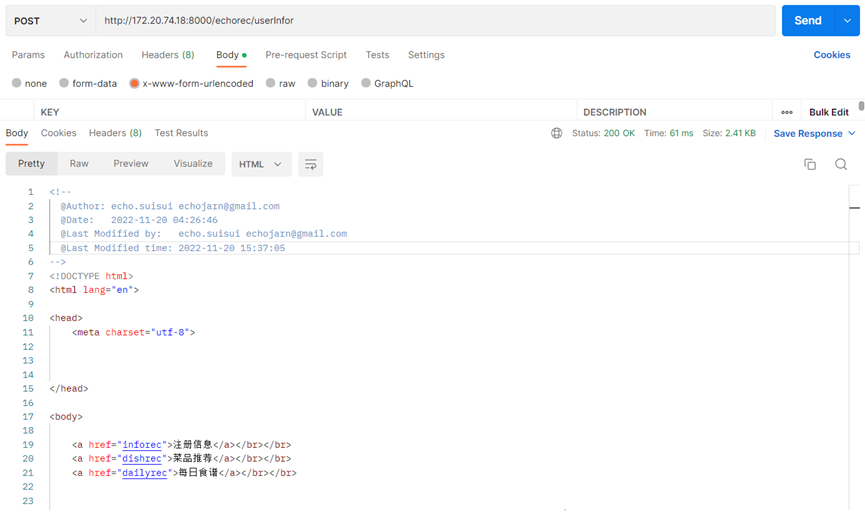 POST http://172.20.74.18:8000/echorec/userInfor Send
Params Authorization Headers (8) Body Pre-request Script Tests Settings Cookies
none form-data x-www-form-urlencoded raw binary GraphQL
KEY VALUE DESCRIPTION Bulk Edit
Body Cookies Headers (8) Test Results Status: 200 OK Time: 61 ms Size: 2.41 KB Save Response
Pretty Raw Preview Visualize HTML
1 <!--
2 @Author: echo.suisui echojarn@gmail.com
3 @Date: 2022-11-20 04:26:46
4 @Last Modified by: echo.suisui echojarn@gmail.com
5 @Last Modified time: 2022-11-20 15:37:05
6 -->
7 <!DOCTYPE html>
8 <html lang="en">
9
10 <head>
11 <meta charset="utf-8">
12
13
14
15 </head>
16
17 <body>
18
19 <a href="inforec">注册信息</a></br></br>
20 <a href="dishrec">菜品推荐</a></br></br>
21 <a href="dailyrec">每日食谱</a></br></br>
22
23